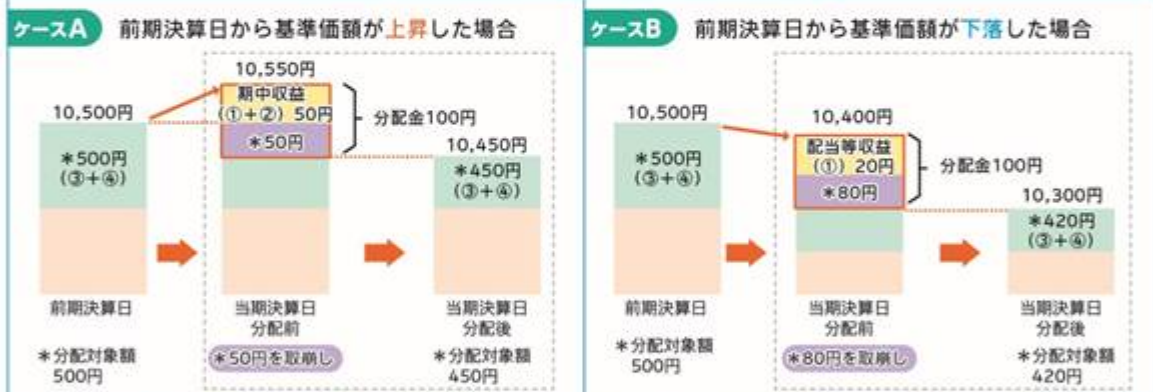 ケースA 前期決算日から基準価額が上昇した場合
10,550円
10,500円
期中収益
(①+②) 50円
分配金100円
*50円
10,450円
*500円
(③+④)
*450円
(③+④)
前期決算日
当期決算日
分配前
当期決算日
分配後
*分配対象額
500円
*50円を取崩し
*分配対象額
450円
ケースB 前期決算日から基準価額が下落した場合
10,500円
10,400円
配当等収益
(①) 20円
分配金100円
*80円
*500円
(③+④)
10,300円
*420円
(③+④)
前期決算日
当期決算日
分配前
当期決算日
分配後
*分配対象額
500円
*80円を取崩し
*分配対象額
420円